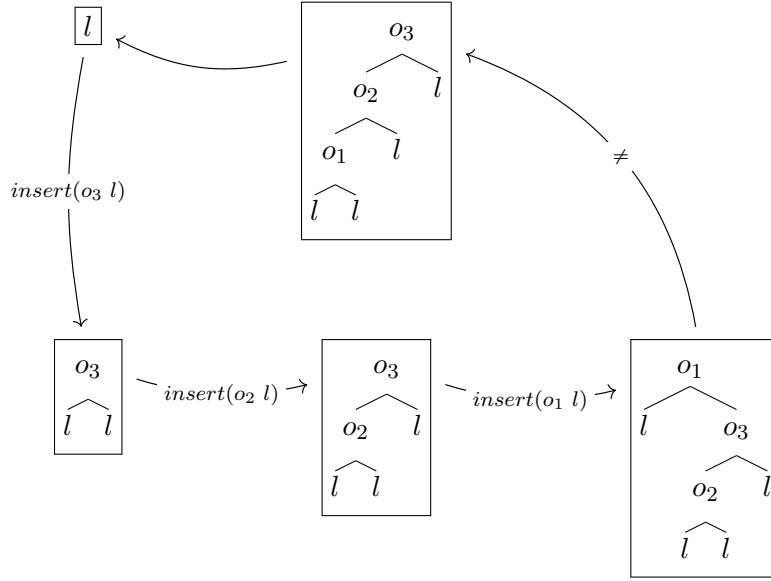 l
o₃
o₂ l
o₁ l
l l
≠
insert(o₃ l)
o₃
l l
insert(o₂ l)
o₃
o₂ l
l l
insert(o₁ l)
o₁
l o₃
o₂ l
l l